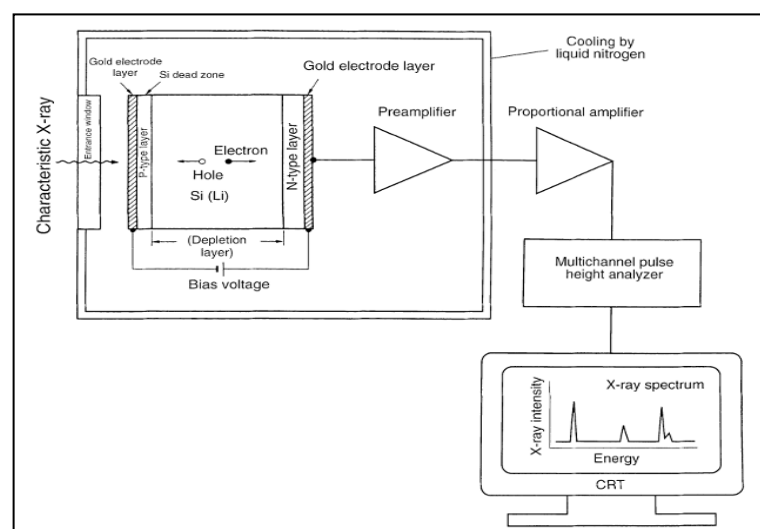 Cooling by
liquid nitrogen
Gold electrode
layer
Si dead zone
Gold electrode layer
Preamplifier
Proportional amplifier
Characteristic X-ray
Entrance window
P-type layer
Electron
Hole
Si (Li)
N-type layer
(Depletion
layer)
Bias voltage
Multichannel pulse
height analyzer
X-ray spectrum
X-ray intensity
Energy
CRT